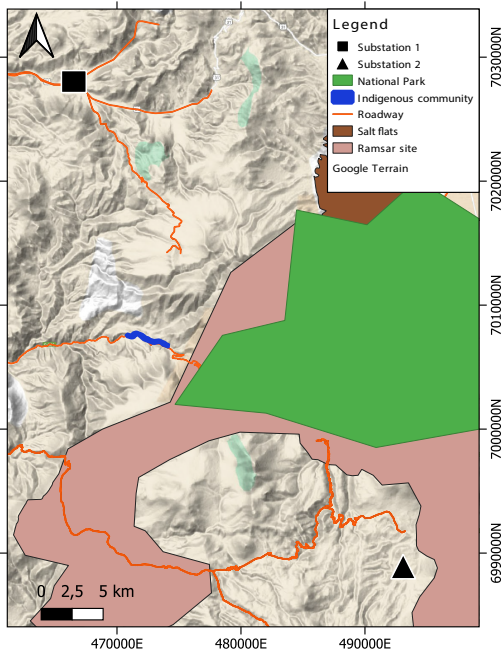 Legend
Substation 1
Substation 2
National Park
Indigenous community
Roadway
Salt flats
Ramsar site
Google Terrain
7030000N
7020000N
7010000N
7000000N
6990000N
0 2,5 5 km
470000E 480000E 490000E